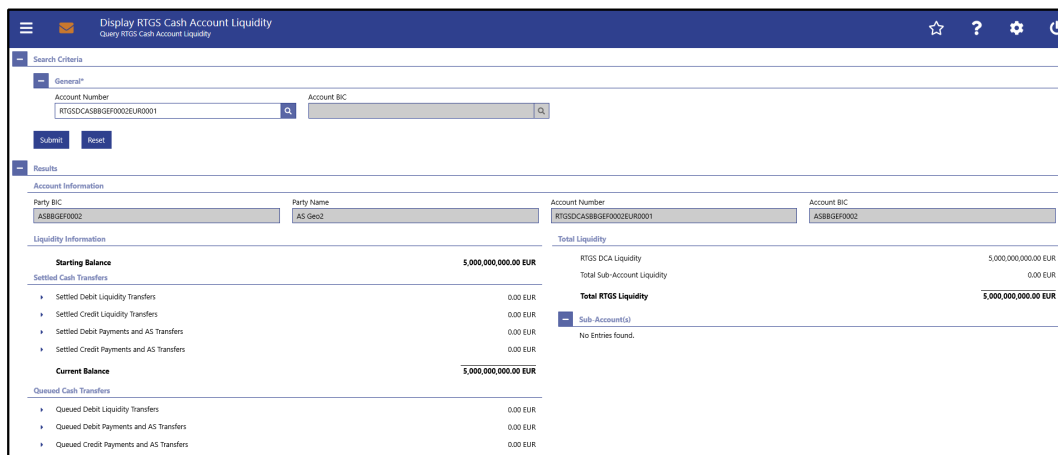 Display RTGS Cash Account Liquidity
Query RTGS Cash Account Liquidity
?
Search Criteria
General*
Account Number Account BIC
RTGSDCASBBGEF0002EUR0001
Submit Reset
Results
Account Information
Party BIC Party Name Account Number Account BIC
ASBBGEF0002 AS Geo2 RTGSDCASBBGEF0002EUR0001 ASBBGEF0002
Liquidity Information Total Liquidity
Starting Balance 5,000,000,000.00 EUR RTGS DCA Liquidity 5,000,000,000.00 EUR
Settled Cash Transfers Total Sub-Account Liquidity 0.00 EUR
Settled Debit Liquidity Transfers 0.00 EUR Total RTGS Liquidity 5,000,000,000.00 EUR
Settled Credit Liquidity Transfers 0.00 EUR Sub-Account(s)
Settled Debit Payments and AS Transfers 0.00 EUR No Entries found.
Settled Credit Payments and AS Transfers 0.00 EUR
Current Balance 5,000,000,000.00 EUR
Queued Cash Transfers
Queued Debit Liquidity Transfers 0.00 EUR
Queued Debit Payments and AS Transfers 0.00 EUR
Queued Credit Payments and AS Transfers 0.00 EUR